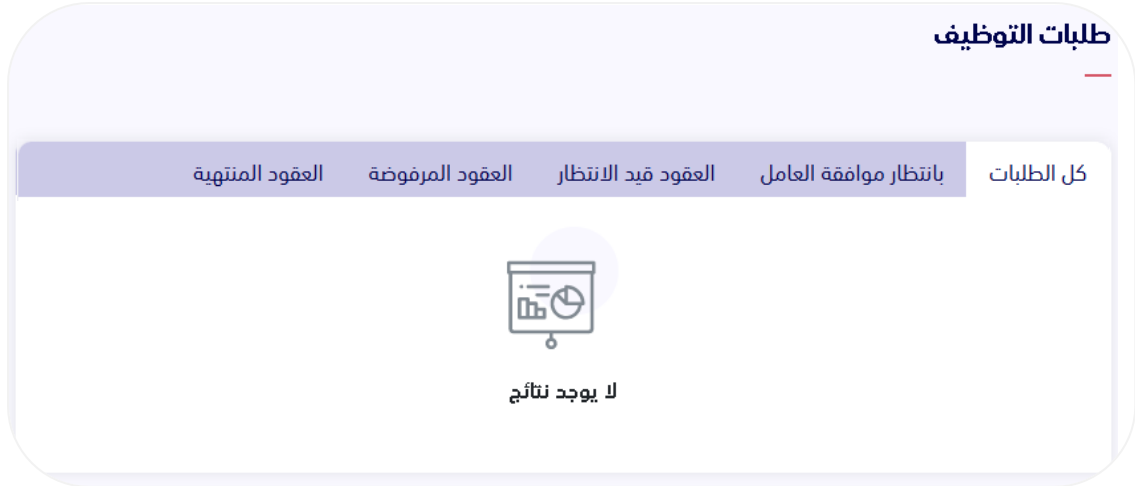 طلبات التوظيف
كل الطلبات بانتظار موافقة العامل العقود قيد الانتظار العقود المرفوضة العقود المنتهية
لا يوجد نتائج